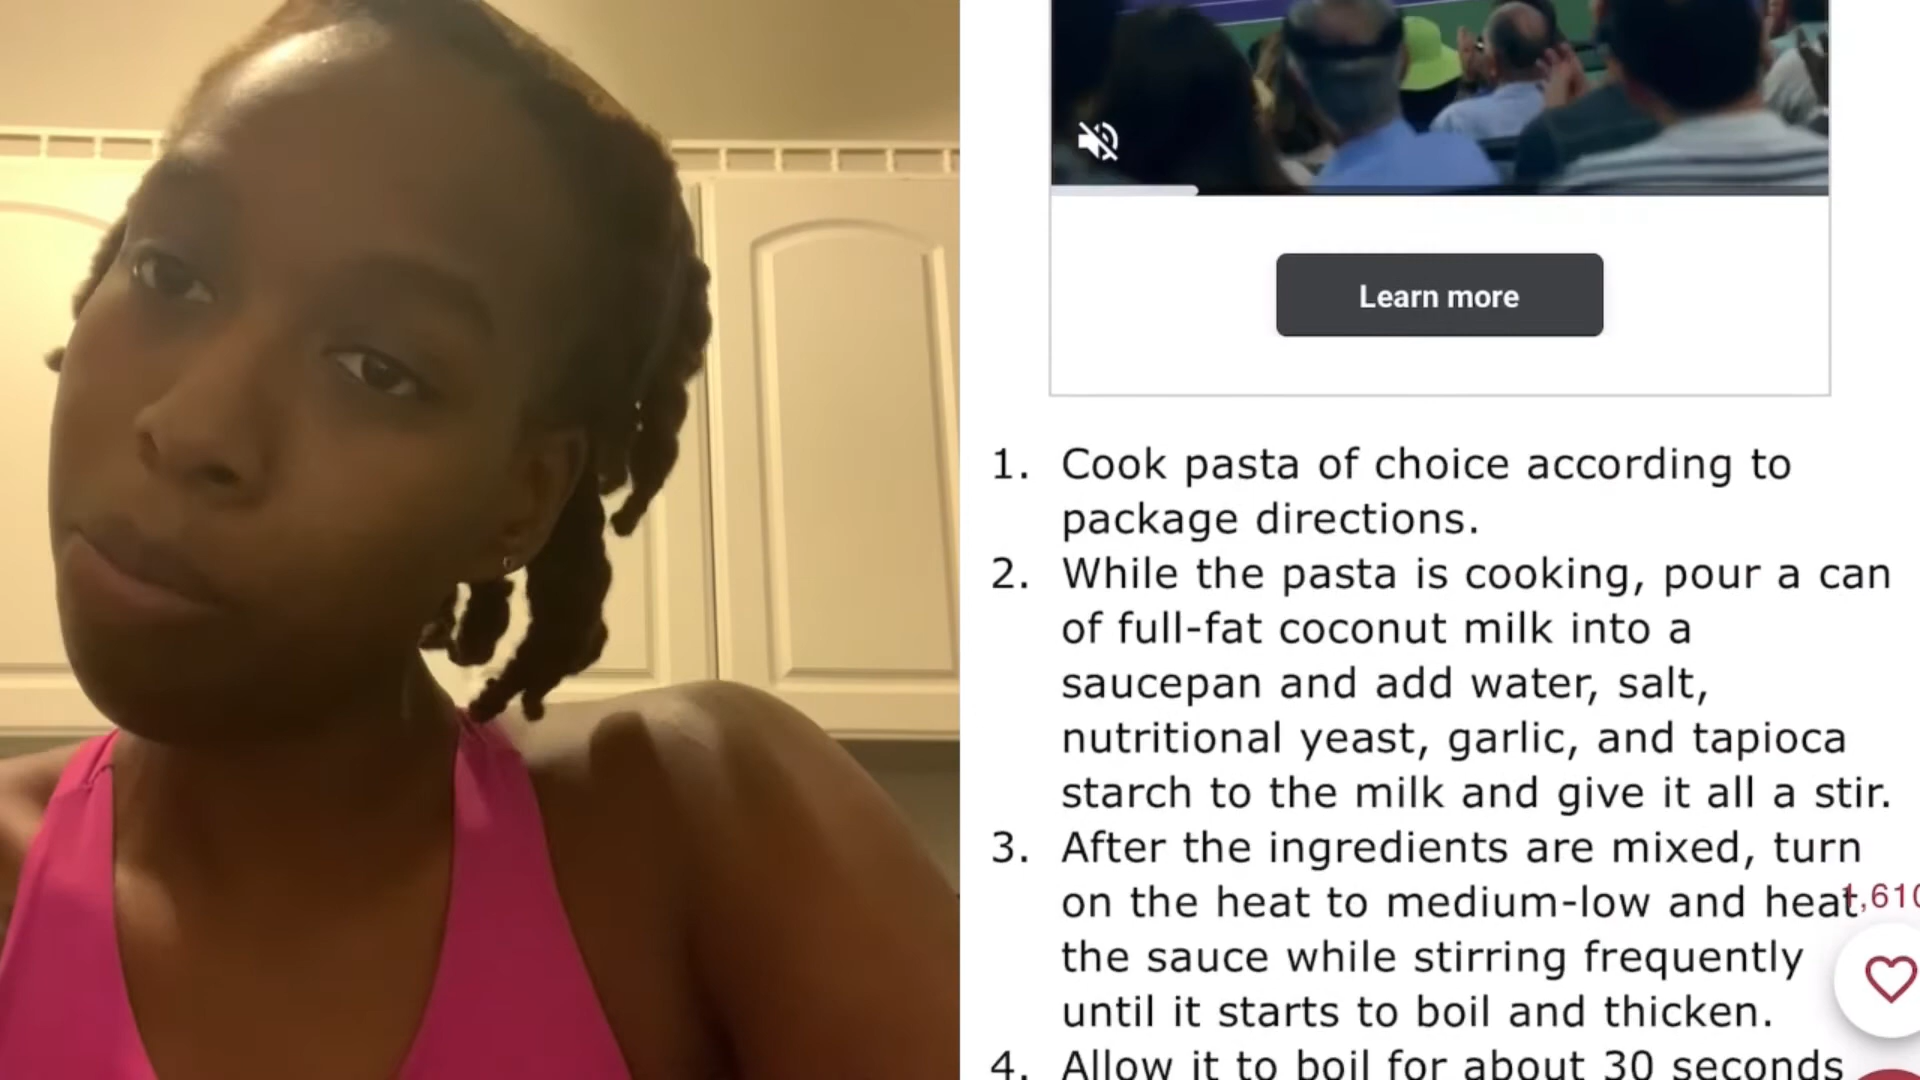 Learn more
1. Cook pasta of choice according to
package directions.
2. While the pasta is cooking, pour a can
of full-fat coconut milk into a
saucepan and add water, salt,
nutritional yeast, garlic, and tapioca
starch to the milk and give it all a stir.
3. After the ingredients are mixed, turn
on the heat to medium-low and heat
the sauce while stirring frequently
until it starts to boil and thicken.
4. Allow it to boil for about 30 seconds